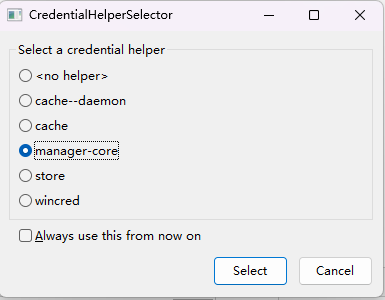 CredentialHelperSelector
Select a credential helper
<no helper>
cache--daemon
cache
manager-core
store
wincred
Always use this from now on
Select
Cancel